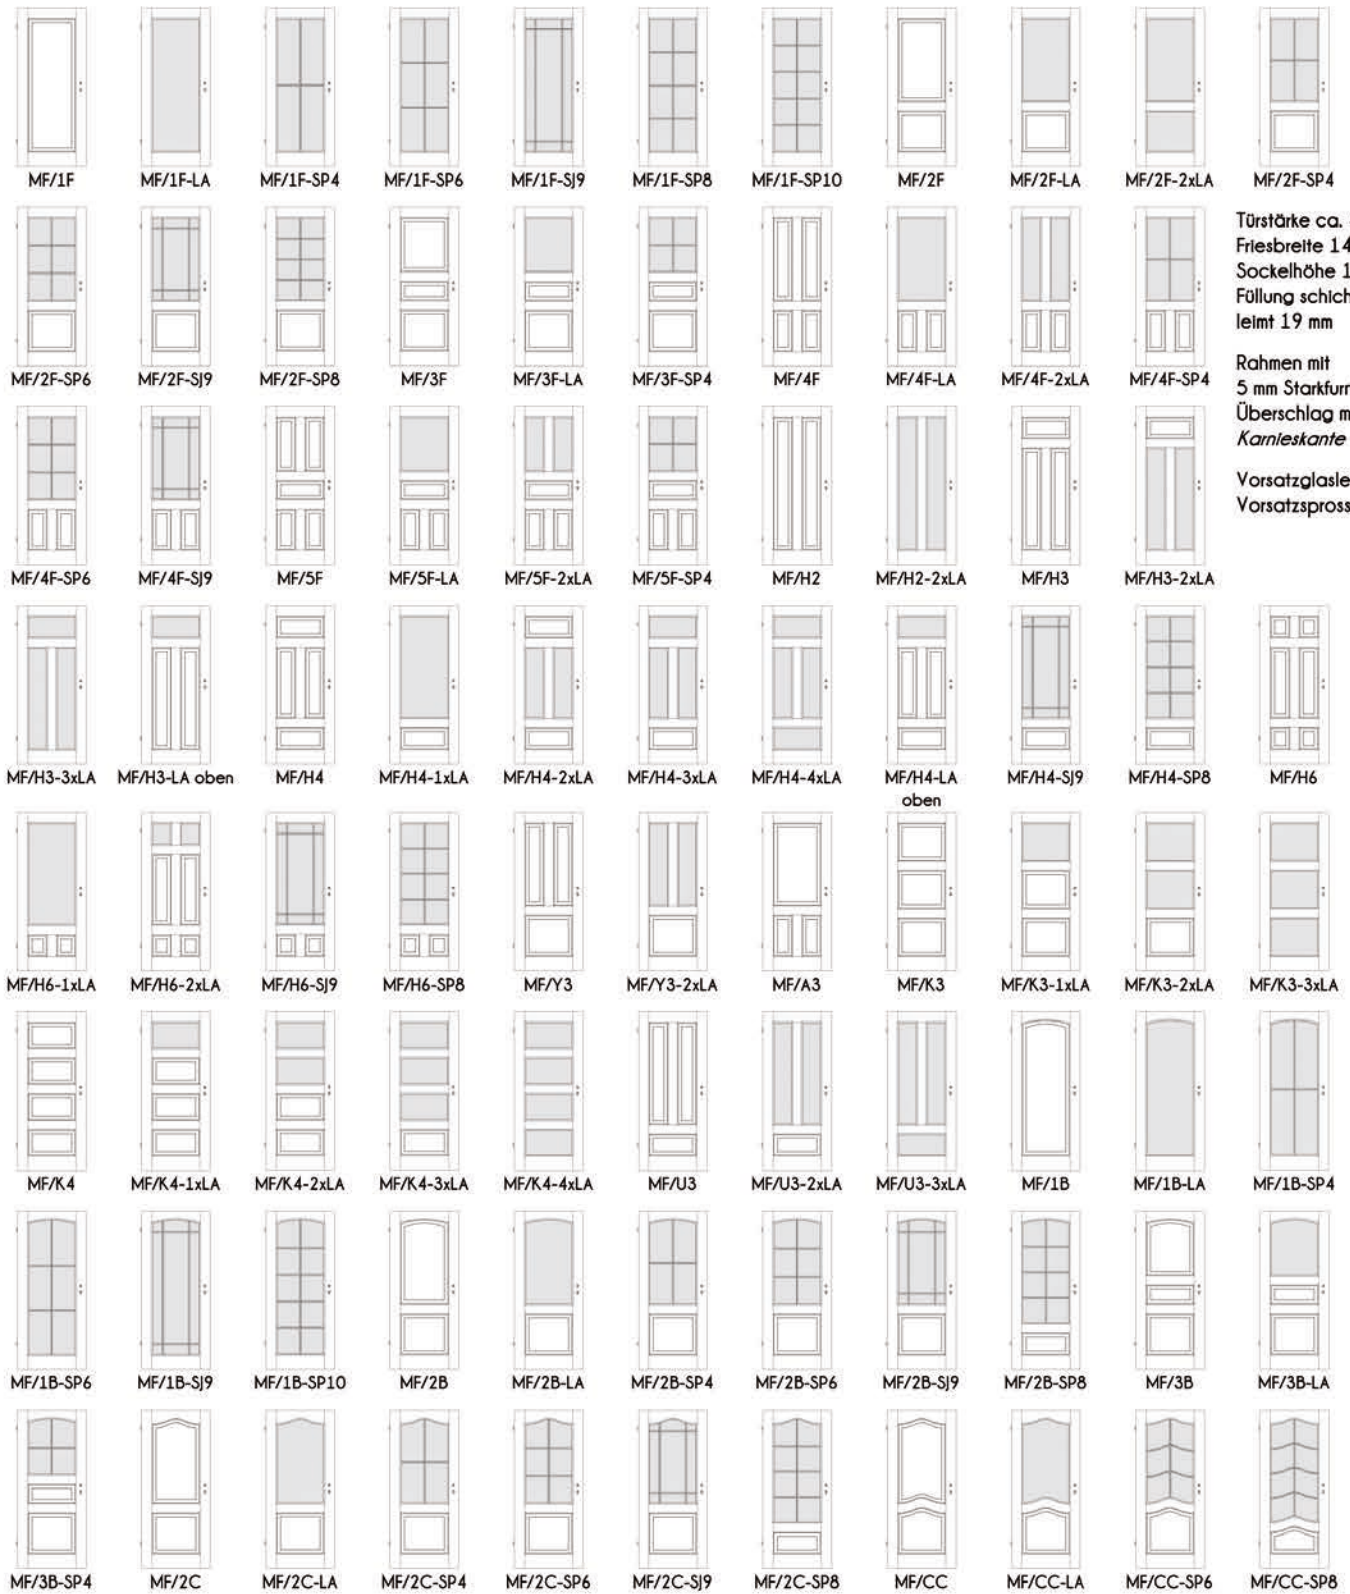 MF/1F MF/1F-LA MF/1F-SP4 MF/1F-SP6 MF/1F-SJ9 MF/1F-SP8 MF/1F-SP10 MF/2F MF/2F-LA MF/2F-2xLA MF/2F-SP4
MF/2F-SP6 MF/2F-SJ9 MF/2F-SP8 MF/3F MF/3F-LA MF/3F-SP4 MF/4F MF/4F-LA MF/4F-2xLA MF/4F-SP4
Türstärke ca.
Friesbreite 14
Sockelhöhe 1
Füllung schich
leimt 19 mm
Rahmen mit
5 mm Starkfurn
Überschlag m
Karnieskante
Vorsatzglasle
Vorsatzspross
MF/4F-SP6 MF/4F-SJ9 MF/5F MF/5F-LA MF/5F-2xLA MF/5F-SP4 MF/H2 MF/H2-2xLA MF/H3 MF/H3-2xLA
MF/H3-3xLA MF/H3-LA oben MF/H4 MF/H4-1xLA MF/H4-2xLA MF/H4-3xLA MF/H4-4xLA MF/H4-LA MF/H4-SJ9 MF/H4-SP8 MF/H6
oben
MF/H6-1xLA MF/H6-2xLA MF/H6-SJ9 MF/H6-SP8 MF/Y3 MF/Y3-2xLA MF/A3 MF/K3 MF/K3-1xLA MF/K3-2xLA MF/K3-3xLA
MF/K4 MF/K4-1xLA MF/K4-2xLA MF/K4-3xLA MF/K4-4xLA MF/U3 MF/U3-2xLA MF/U3-3xLA MF/1B MF/1B-LA MF/1B-SP4
MF/1B-SP6 MF/1B-SJ9 MF/1B-SP10 MF/2B MF/2B-LA MF/2B-SP4 MF/2B-SP6 MF/2B-SJ9 MF/2B-SP8 MF/3B MF/3B-LA
MF/3B-SP4 MF/2C MF/2C-LA MF/2C-SP4 MF/2C-SP6 MF/2C-SJ9 MF/2C-SP8 MF/CC MF/CC-LA MF/CC-SP6 MF/CC-SP8